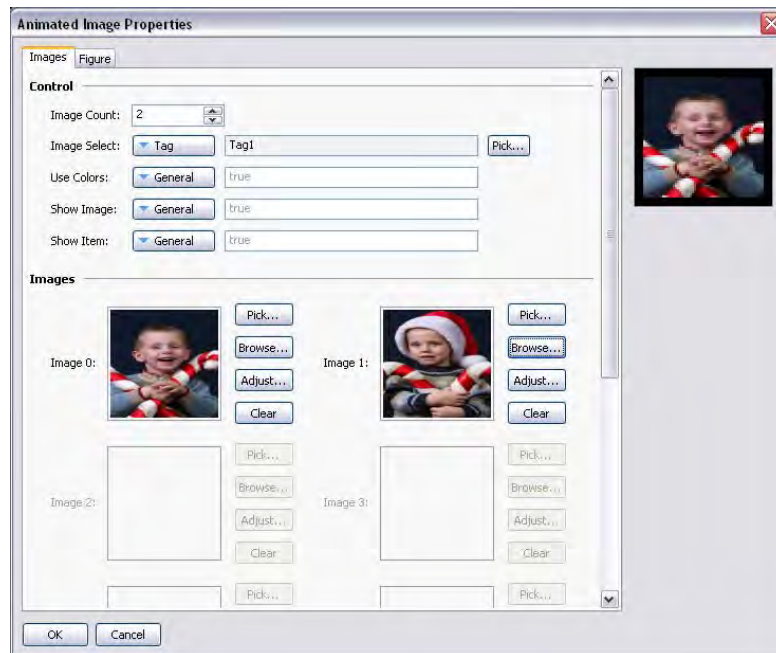 Animated Image Properties
Images Figure
Control
Image Count: 2
Image Select: Tag Tag1 Pick...
Use Colors: General true
Show Image: General true
Show Item: General true
Images
Pick... Pick...
Browse... Browse...
Image 0: Image 1:
Adjust... Adjust...
Clear Clear
Pick... Pick...
Browse... Browse...
Image 2: Image 3:
Adjust... Adjust...
Clear Clear
Pick... Pick...
OK Cancel